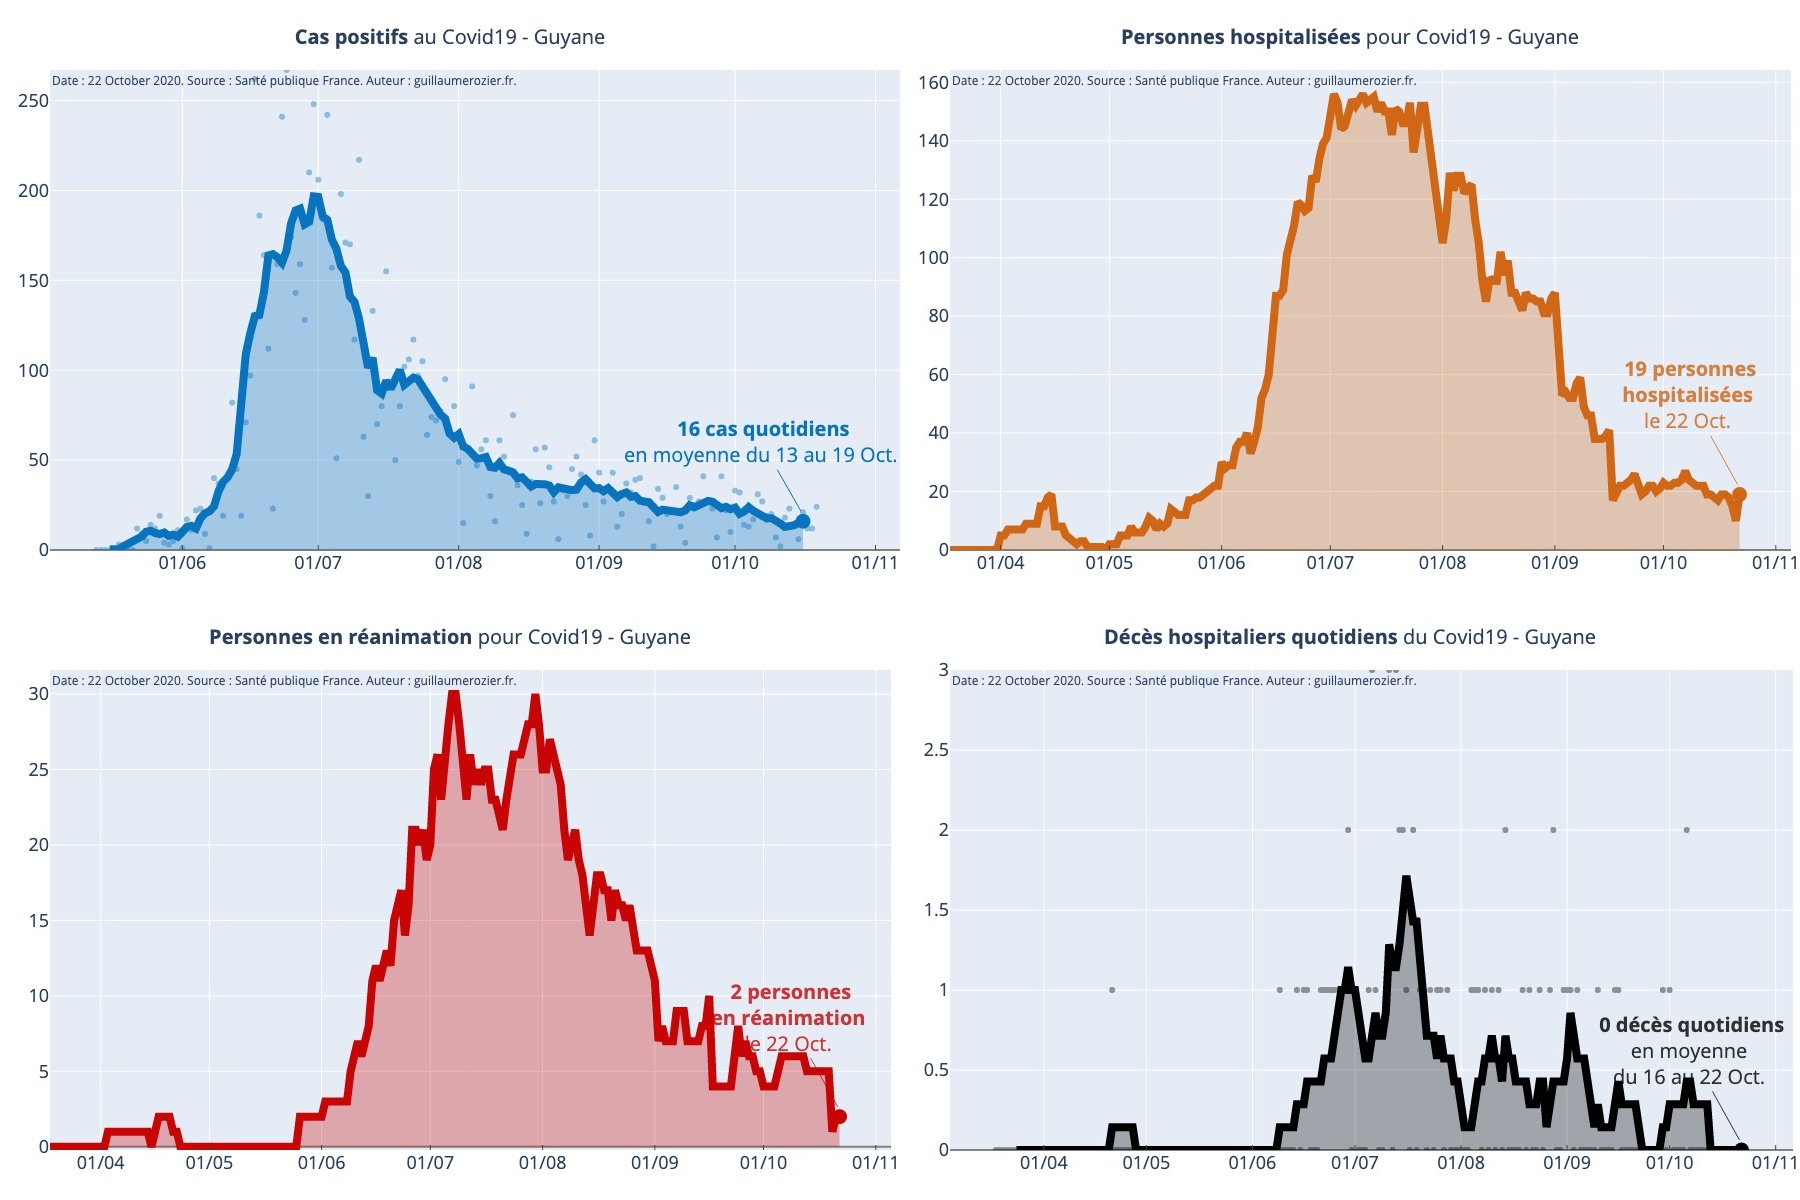 Cas positifs au Covid19 - Guyane
Date : 22 October 2020. Source : Santé publique France. Auteur : guillaumerozier.fr.
250
200
150
100
50
0
16 cas quotidiens
en moyenne du 13 au 19 Oct.
01/06 01/07 01/08 01/09 01/10 01/11
Personnes hospitalisées pour Covid19 - Guyane
Date : 22 October 2020. Source : Santé publique France. Auteur : guillaumerozier.fr.
160
140
120
100
80
60
40
20
0
19 personnes
hospitalisées
le 22 Oct.
01/04 01/05 01/06 01/07 01/08 01/09 01/10 01/11
Personnes en réanimation pour Covid19 - Guyane
Date : 22 October 2020. Source : Santé publique France. Auteur : guillaumerozier.fr.
30
25
20
15
10
5
0
2 personnes
en réanimation
le 22 Oct.
01/04 01/05 01/06 01/07 01/08 01/09 01/10 01/11
Décès hospitaliers quotidiens du Covid19 - Guyane
Date : 22 October 2020. Source : Santé publique France. Auteur : guillaumerozier.fr.
3
2.5
2
1.5
1
0.5
0
0 décès quotidiens
en moyenne
du 16 au 22 Oct.
01/04 01/05 01/06 01/07 01/08 01/09 01/10 01/11